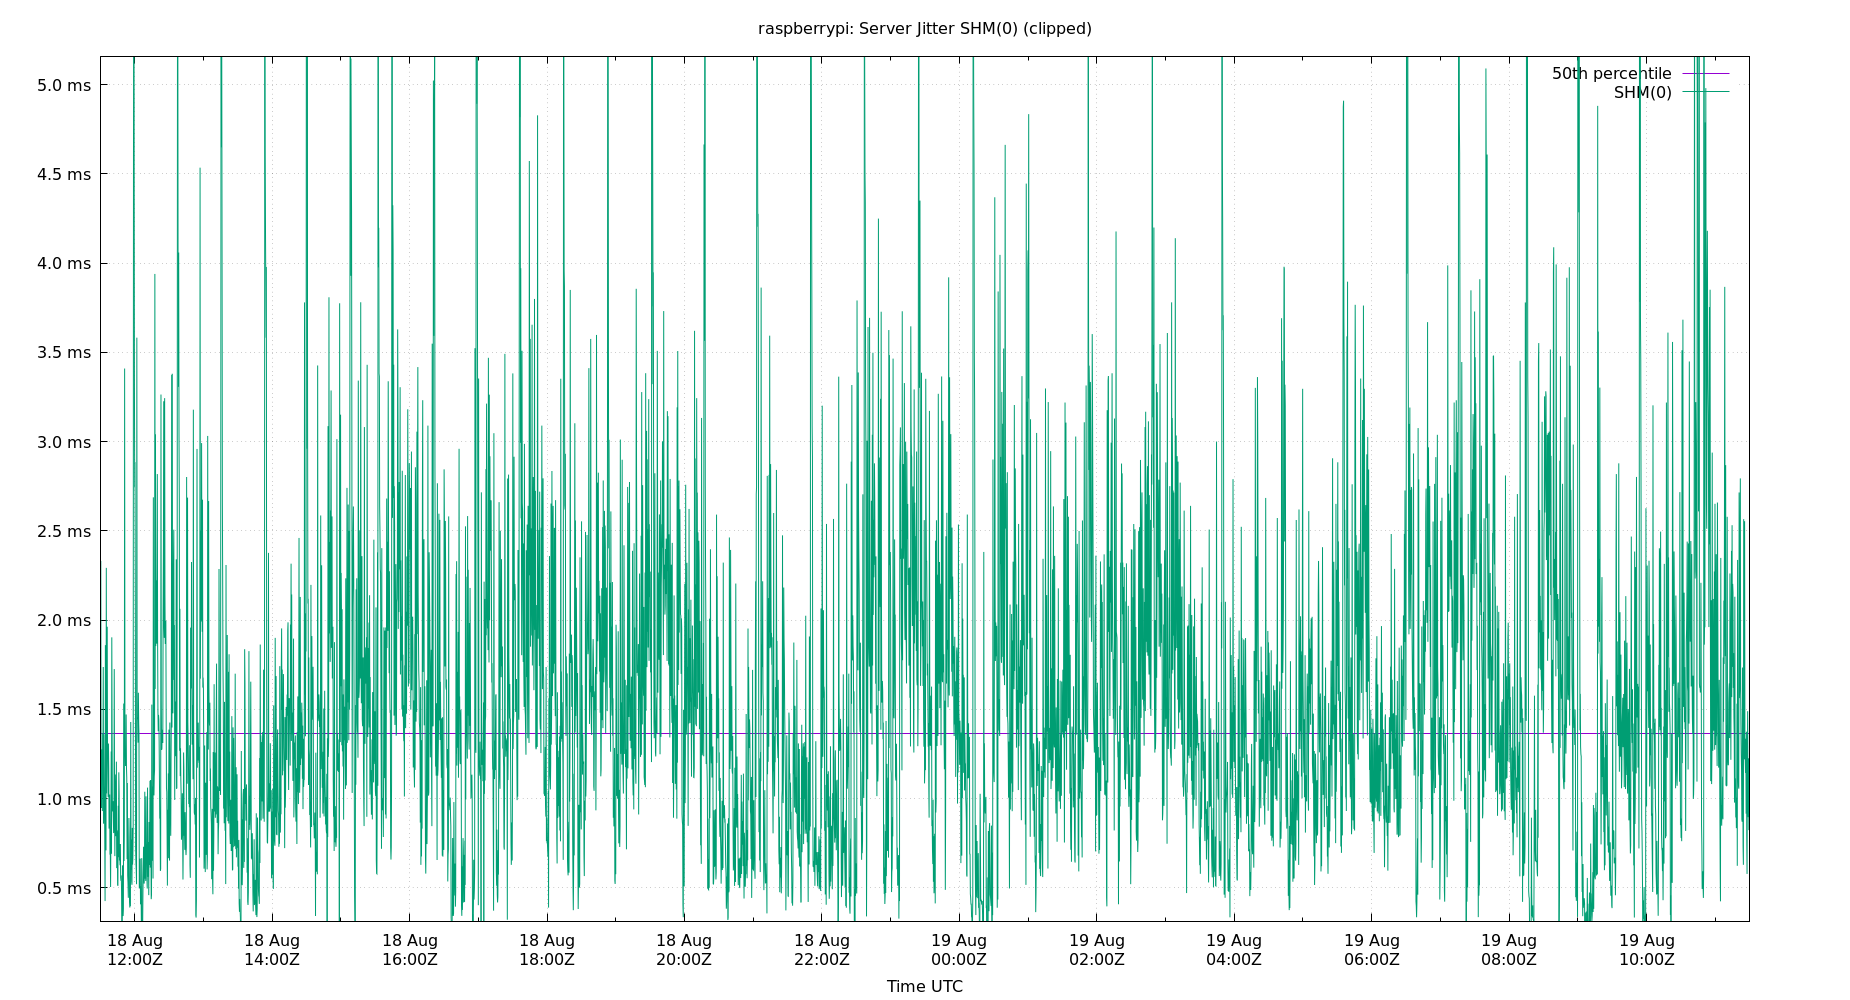 raspberrypi: Server Jitter SHM(0) (clipped)
50th percentile
SHM(0)
5.0 ms
4.5 ms
4.0 ms
3.5 ms
3.0 ms
2.5 ms
2.0 ms
1.5 ms
1.0 ms
0.5 ms
18 Aug 18 Aug 18 Aug 18 Aug 18 Aug 18 Aug 19 Aug 19 Aug 19 Aug 19 Aug 19 Aug 19 Aug
12:00Z 14:00Z 16:00Z 18:00Z 20:00Z 22:00Z 00:00Z 02:00Z 04:00Z 06:00Z 08:00Z 10:00Z
Time UTC